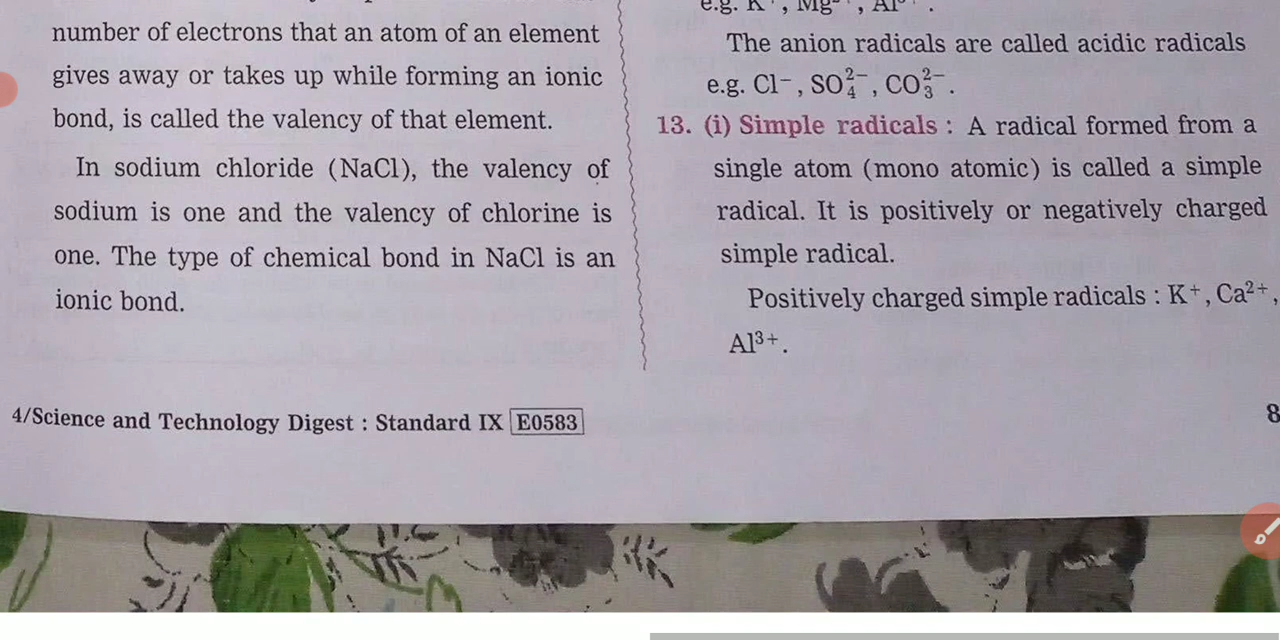 number of electrons that an atom of an element
gives away or takes up while forming an ionic
bond, is called the valency of that element.
In sodium chloride (NaCl), the valency of
sodium is one and the valency of chlorine is
one. The type of chemical bond in NaCl is an
ionic bond.
e.g. K⁺, Mg²⁺, Al³⁺.
The anion radicals are called acidic radicals
e.g. Cl⁻, SO₄²⁻, CO₃²⁻.
13. (i) Simple radicals : A radical formed from a
single atom (mono atomic) is called a simple
radical. It is positively or negatively charged
simple radical.
Positively charged simple radicals : K⁺, Ca²⁺,
Al³⁺.
4/Science and Technology Digest : Standard IX E0583
8